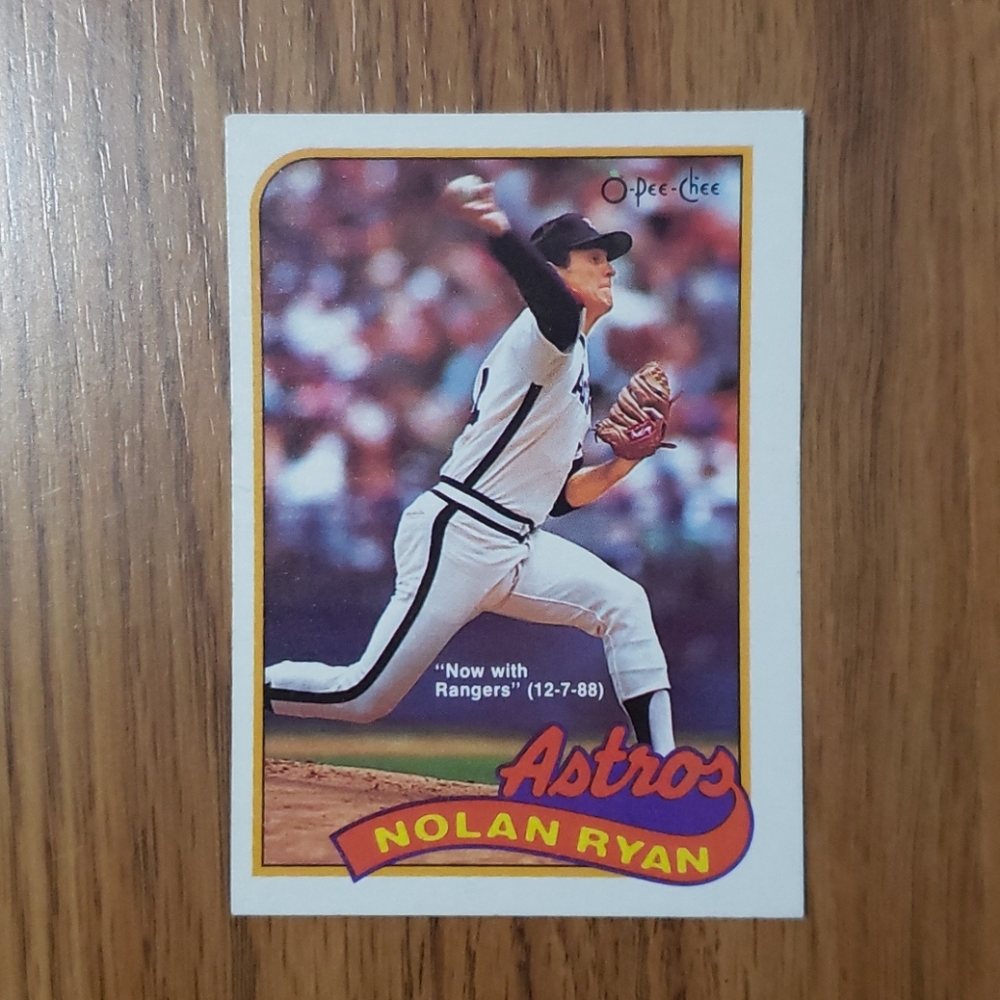 O-Pee-Chee
“Now with
Rangers” (12-7-88)
Astros
NOLAN RYAN